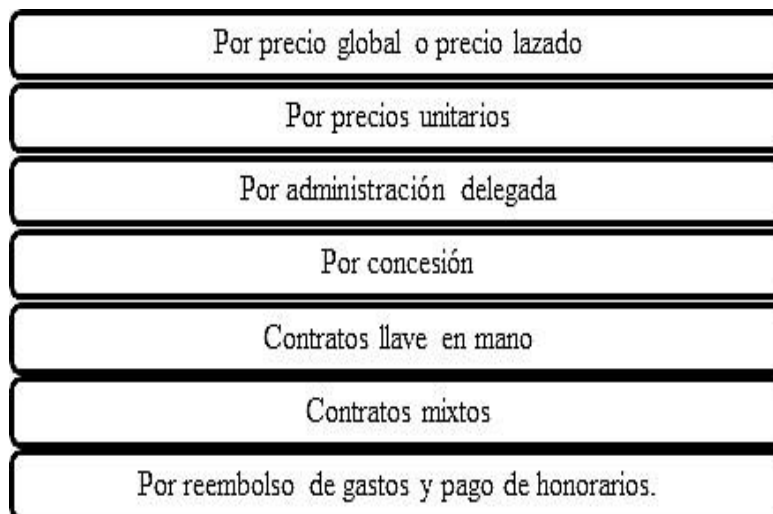 Por precio global o precio lazado
Por precios unitarios
Por administración delegada
Por concesión
Contratos llave en mano
Contratos mixtos
Por reembolso de gastos y pago de honorarios.